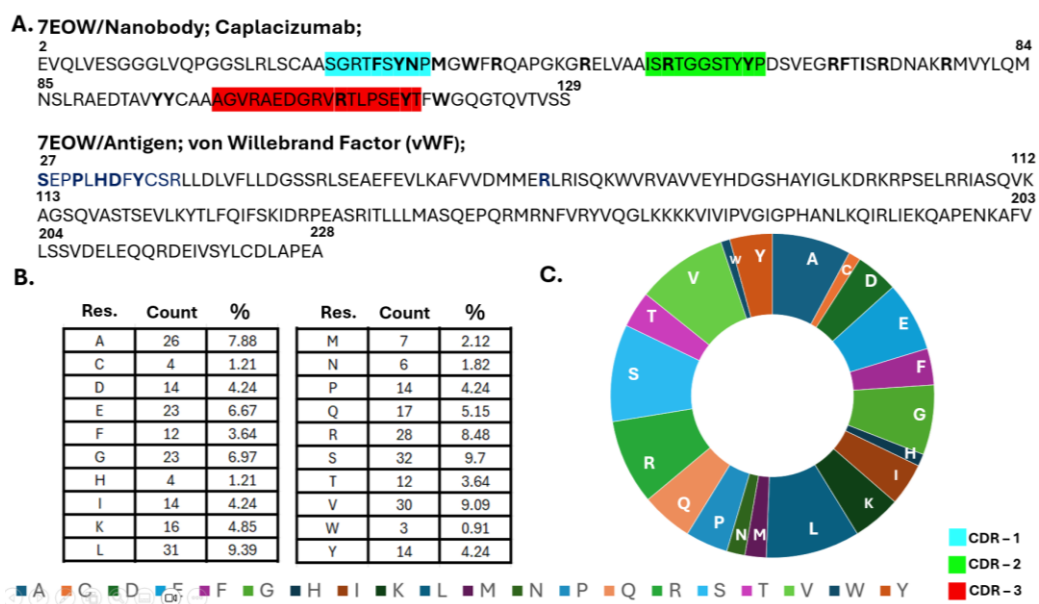 A. 7EOW/Nanobody; Caplacizumab;
2 84
EVQLVESGGGLVQPGGSLRLSCAASGRTFSYNPMGWFRQAPGKGRELVAAISRTGGSTYYPDSVEGRFTISRDNAKRMVYLQM
85 129
NSLRAEDTAVYYCAAAGVRAEDGRVRTLPSEYTFWGQGTQVTVSS
7EOW/Antigen; von Willebrand Factor (vWF);
27 112
SEPPLHDFYCSRLLDLVFLLDGSSRLSEAEFEVLKAFVVDMMERLRISQKWVRVAVVEYHDGSHAYIGLKDRKRPSELRRIASQVK
113 203
AGSQVASTSEVLKYTLFQIFSKIDRPEASRITLLLMASQEPQRMRNFVRYVQGLKKKKVIVIPVGIGPHANLKQIRLIEKQAPENKAFV
204 228
LSSVDELEQQRDEIVSYLCDLAPEA
B.
Res. Count %
A 26 7.88
C 4 1.21
D 14 4.24
E 23 6.67
F 12 3.64
G 23 6.97
H 4 1.21
I 14 4.24
K 16 4.85
L 31 9.39
Res. Count %
M 7 2.12
N 6 1.82
P 14 4.24
Q 17 5.15
R 28 8.48
S 32 9.7
T 12 3.64
V 30 9.09
W 3 0.91
Y 14 4.24
C.
A
C
D
E
F
G
H
I
K
L
M
N
P
Q
R
S
T
V
W
Y
CDR – 1
CDR – 2
CDR – 3
A C D E F G H I K L M N P Q R S T V W Y